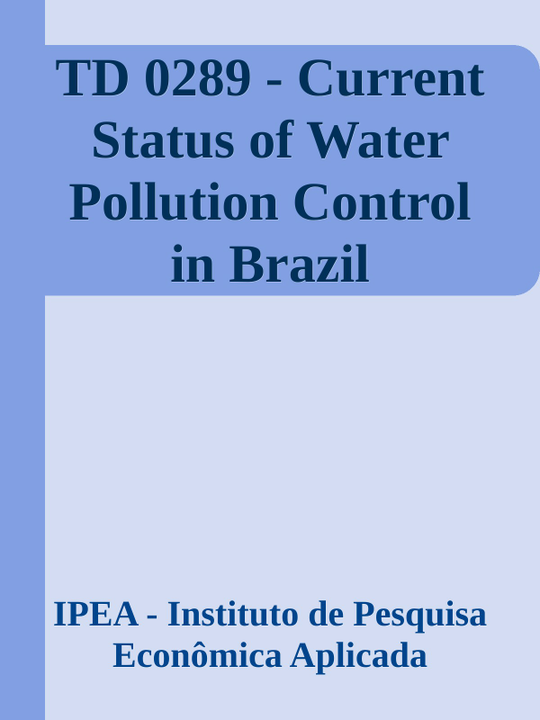 TD 0289 - Current
Status of Water
Pollution Control
in Brazil
IPEA - Instituto de Pesquisa
Econômica Aplicada